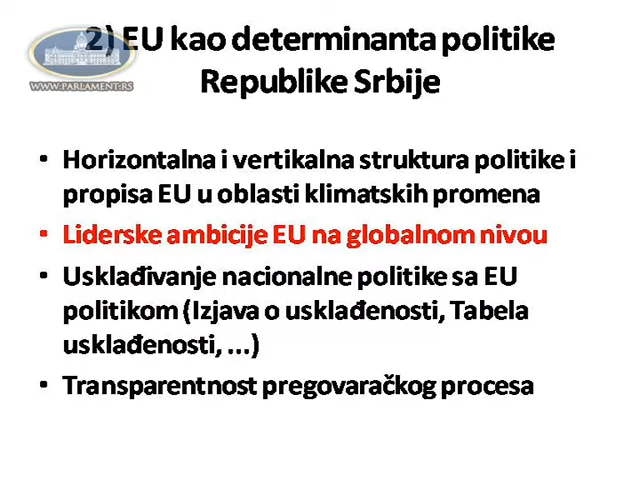 2) EU kao determinanta politike
Republike Srbije
WWW.PARLAMENT.RS
• Horizontalna i vertikalna struktura politike i
propisa EU u oblasti klimatskih promena
• Liderske ambicije EU na globalnom nivou
• Usklađivanje nacionalne politike sa EU
politikom (Izjava o usklađenosti, Tabela
usklađenosti, ...)
• Transparentnost pregovaračkog procesa